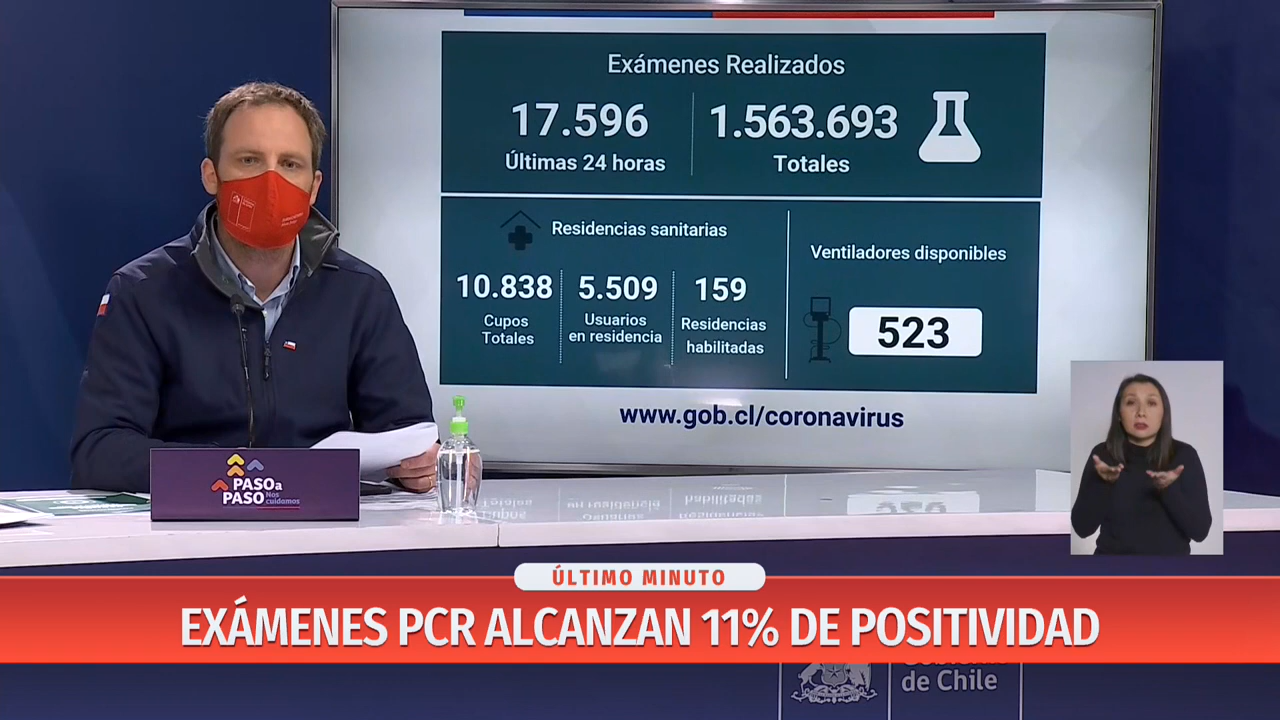 Exámenes Realizados
17.596
Últimas 24 horas
1.563.693
Totales
Residencias sanitarias
10.838
Cupos
Totales
5.509
Usuarios
en residencia
159
Residencias
habilitadas
Ventiladores disponibles
523
www.gob.cl/coronavirus
PASO a
PASO Nos
cuidamos
ÚLTIMO MINUTO
EXÁMENES PCR ALCANZAN 11% DE POSITIVIDAD
de Chile